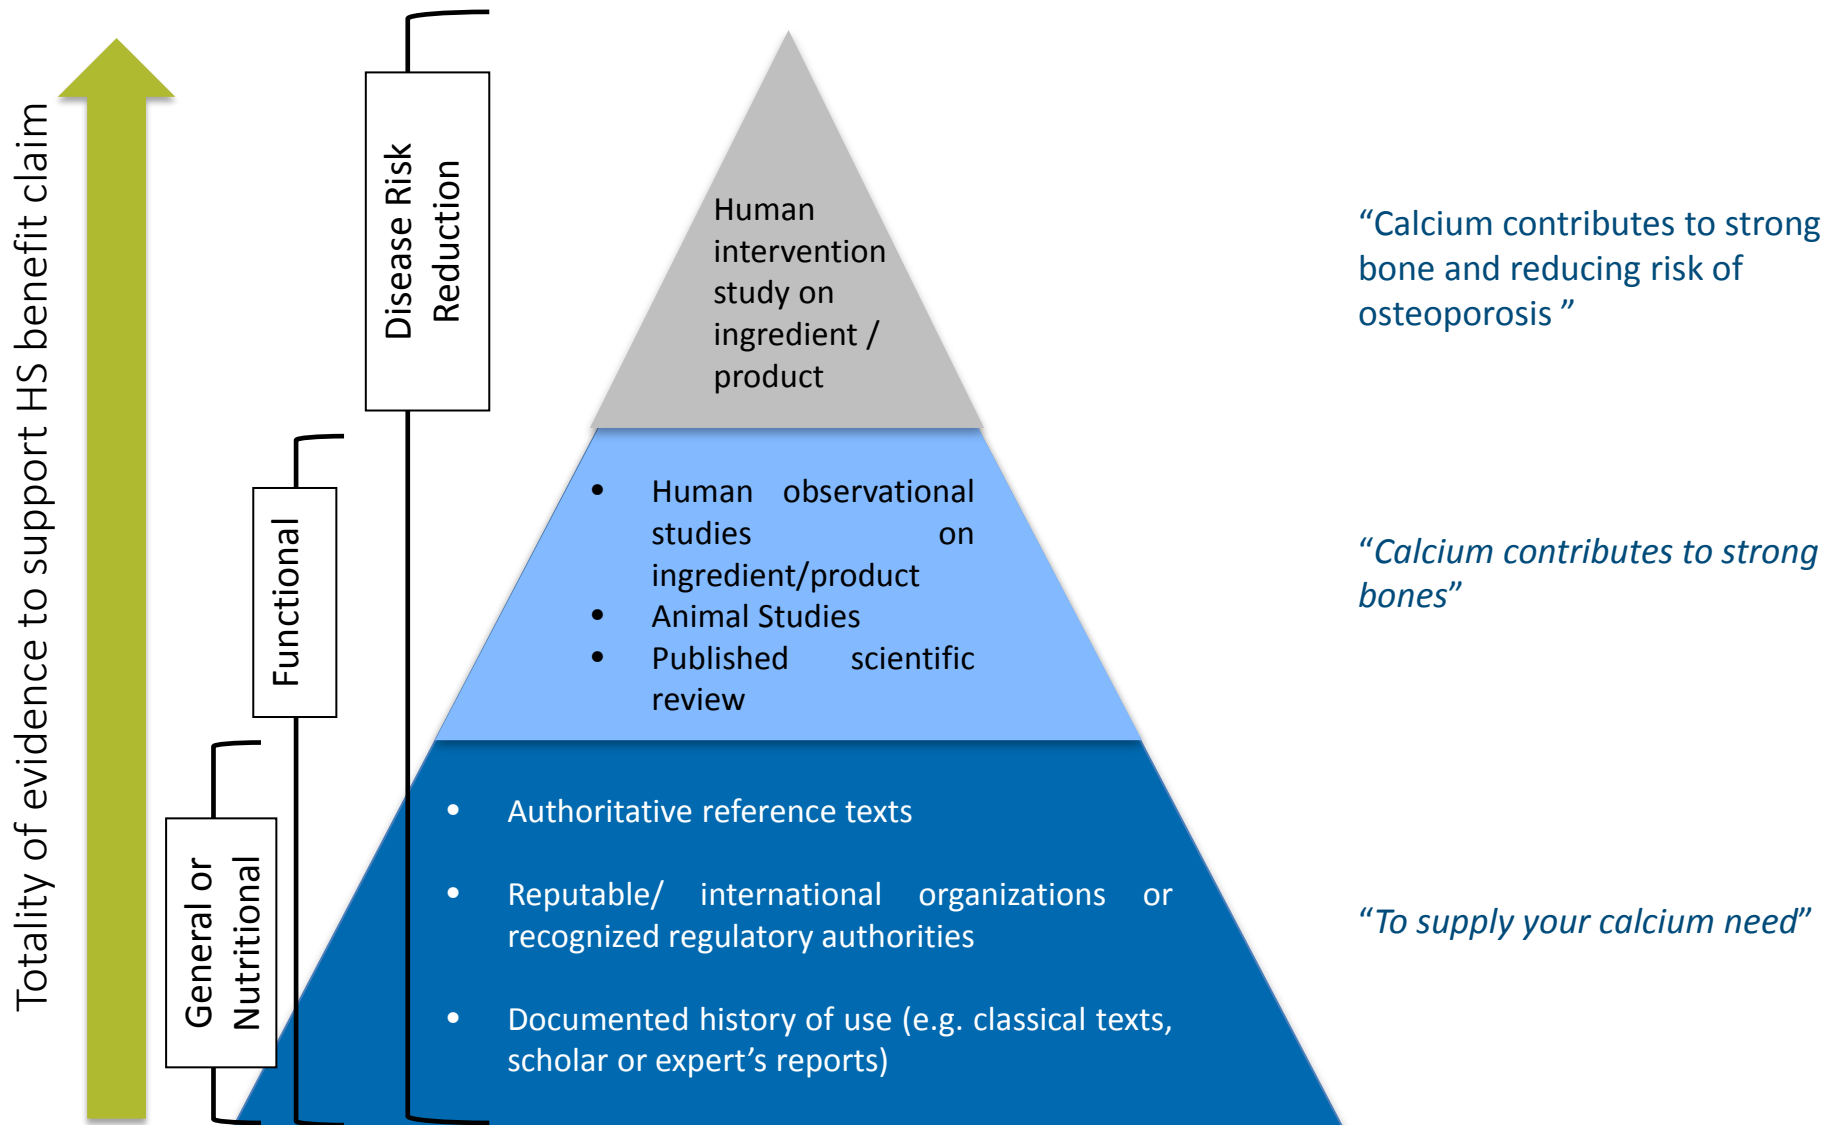 Totality of evidence to support HS benefit claim
Disease Risk
Reduction
Functional
General or
Nutritional
Human
intervention
study on
ingredient /
product
“Calcium contributes to strong
bone and reducing risk of
osteoporosis ”
• Human observational
studies on
ingredient/product
• Animal Studies
• Published scientific
review
“Calcium contributes to strong
bones”
• Authoritative reference texts
• Reputable/ international organizations or
recognized regulatory authorities
• Documented history of use (e.g. classical texts,
scholar or expert’s reports)
“To supply your calcium need”